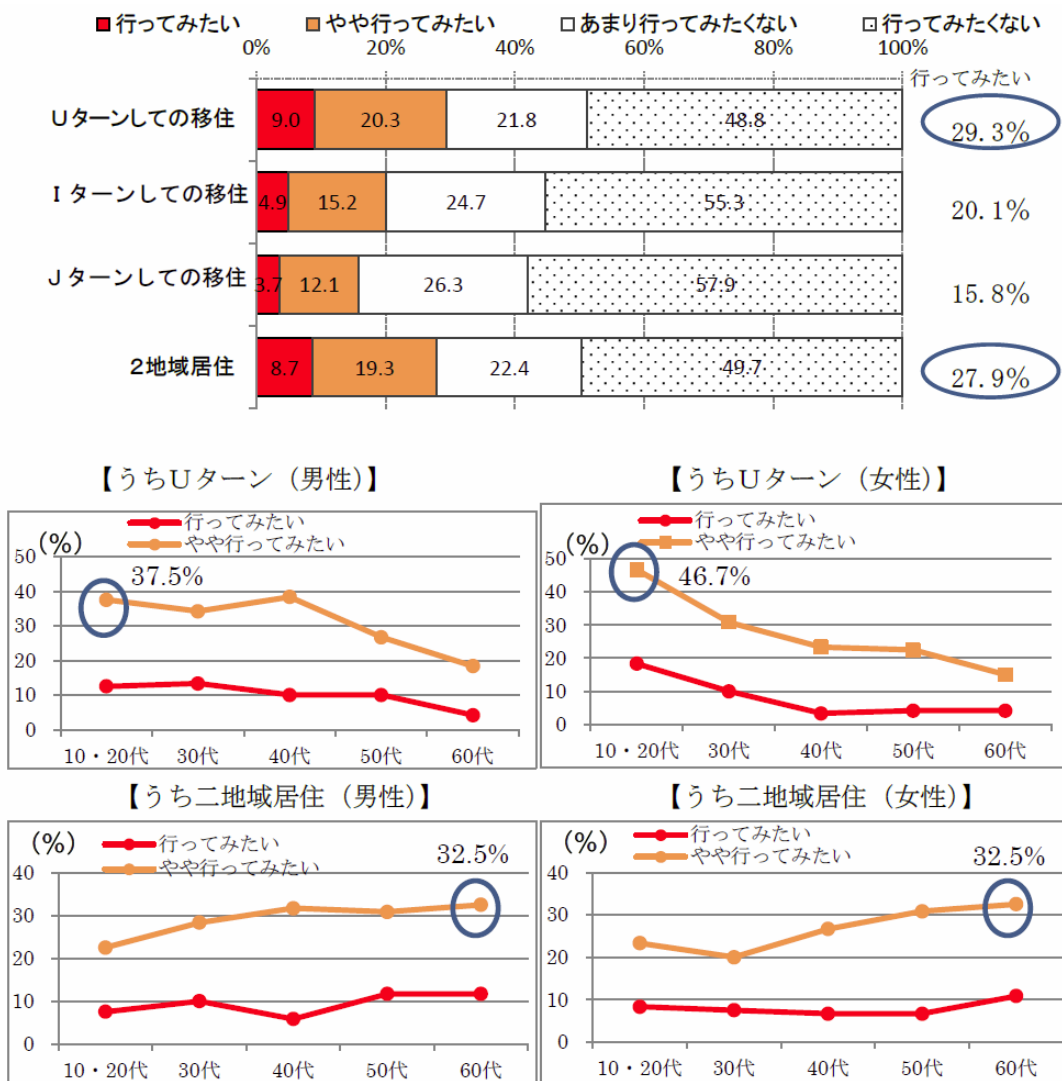 ■行ってみたい ■やや行ってみたい □あまり行ってみたくない □行ってみたくない
0% 20% 40% 60% 80% 100%
行ってみたい
Uターンしての移住 9.0 20.3 21.8 48.8 29.3%
Iターンしての移住 4.9 15.2 24.7 55.3 20.1%
Jターンしての移住 3.7 12.1 26.3 57.9 15.8%
2地域居住 8.7 19.3 22.4 49.7 27.9%
【うちUターン（男性）】
(%)
行ってみたい
やや行ってみたい
37.5%
50
40
30
20
10
0
10・20代 30代 40代 50代 60代
【うちUターン（女性）】
(%)
行ってみたい
やや行ってみたい
46.7%
50
40
30
20
10
0
10・20代 30代 40代 50代 60代
【うち二地域居住（男性）】
(%)
行ってみたい
やや行ってみたい
32.5%
40
30
20
10
0
10・20代 30代 40代 50代 60代
【うち二地域居住（女性）】
(%)
行ってみたい
やや行ってみたい
32.5%
40
30
20
10
0
10・20代 30代 40代 50代 60代